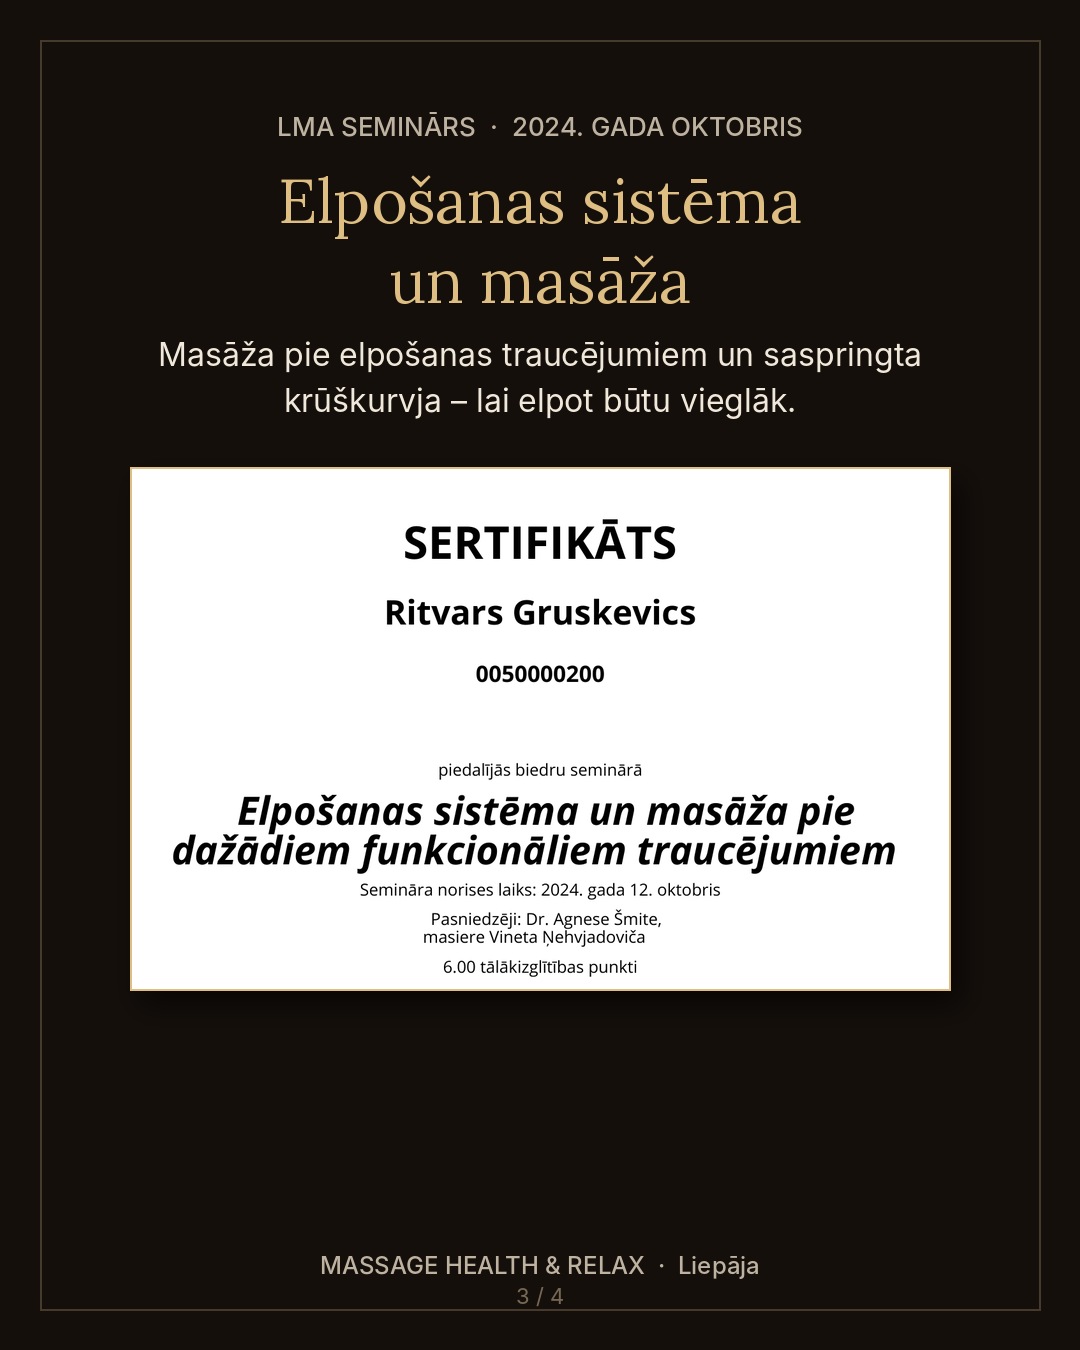 LMA SEMINĀRS · 2024. GADA OKTOBRIS
Elpošanas sistēma
un masāža
Masāža pie elpošanas traucējumiem un saspringta
krūškurvja – lai elpot būtu vieglāk.
SERTIFIKĀTS
Ritvars Gruskevics
0050000200
piedalījās biedru seminārā
Elpošanas sistēma un masāža pie
dažādiem funkcionāliem traucējumiem
Semināra norises laiks: 2024. gada 12. oktobris
Pasniedzēji: Dr. Agnese Šmite,
masiere Vineta Ņehvjadoviča
6.00 tālākizglītības punkti
MASSAGE HEALTH & RELAX · Liepāja
3 / 4